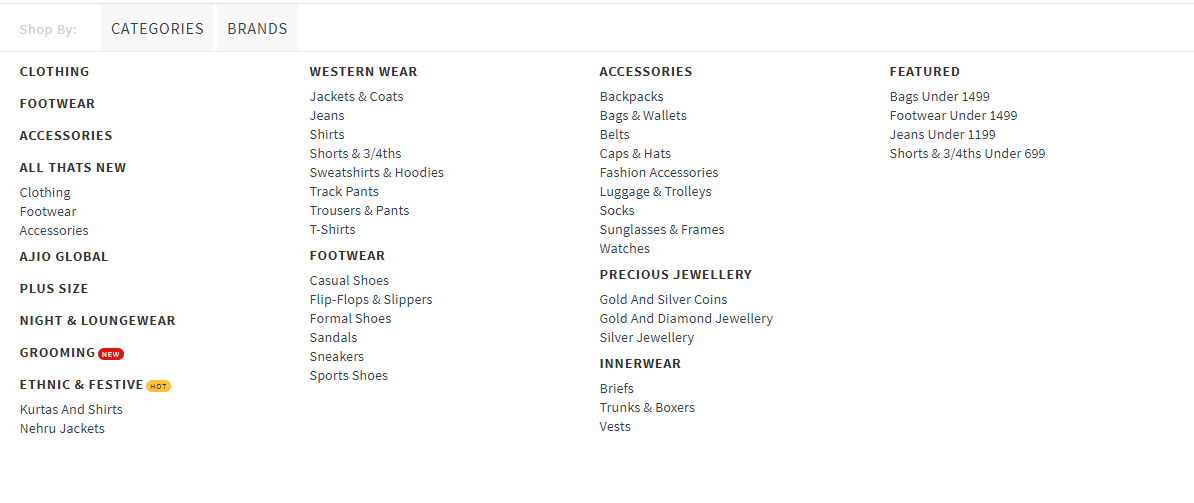 Shop By: CATEGORIES BRANDS
CLOTHING
FOOTWEAR
ACCESSORIES
ALL THATS NEW
Clothing
Footwear
Accessories
AJIO GLOBAL
PLUS SIZE
NIGHT & LOUNGEWEAR
GROOMING NEW
ETHNIC & FESTIVE HOT
Kurtas And Shirts
Nehru Jackets
WESTERN WEAR
Jackets & Coats
Jeans
Shirts
Shorts & 3/4ths
Sweatshirts & Hoodies
Track Pants
Trousers & Pants
T-Shirts
FOOTWEAR
Casual Shoes
Flip-Flops & Slippers
Formal Shoes
Sandals
Sneakers
Sports Shoes
ACCESSORIES
Backpacks
Bags & Wallets
Belts
Caps & Hats
Fashion Accessories
Luggage & Trolleys
Socks
Sunglasses & Frames
Watches
PRECIOUS JEWELLERY
Gold And Silver Coins
Gold And Diamond Jewellery
Silver Jewellery
INNERWEAR
Briefs
Trunks & Boxers
Vests
FEATURED
Bags Under 1499
Footwear Under 1499
Jeans Under 1199
Shorts & 3/4ths Under 699